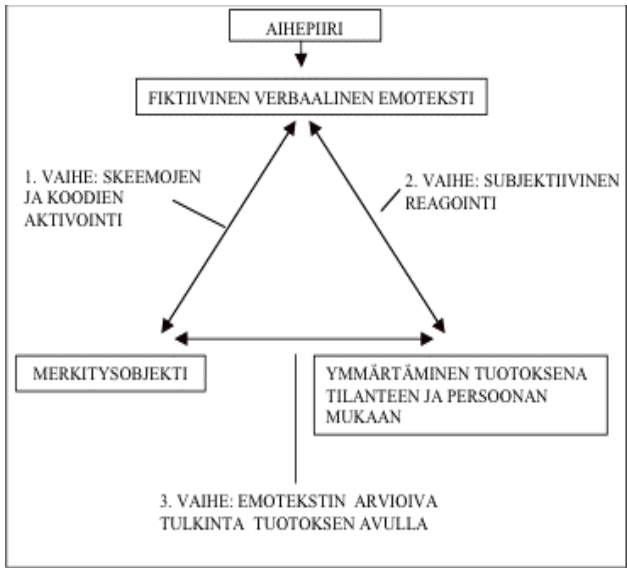 AIHEPIIRI
FIKTIIVINEN VERBAALINEN EMOTEKSTI
1. VAIHE: SKEEMOJEN
JA KOODIEN
AKTIVOINTI
2. VAIHE: SUBJEKTIIVINEN
REAGOINTI
MERKITYSOBJEKTI
YMMÄRTÄMINEN TUOTOKSENA
TILANTEEN JA PERSOONAN
MUKAAN
3. VAIHE: EMOTEKSTIN ARVIOIVA
TULKINTA TUOTOKSEN AVULLA